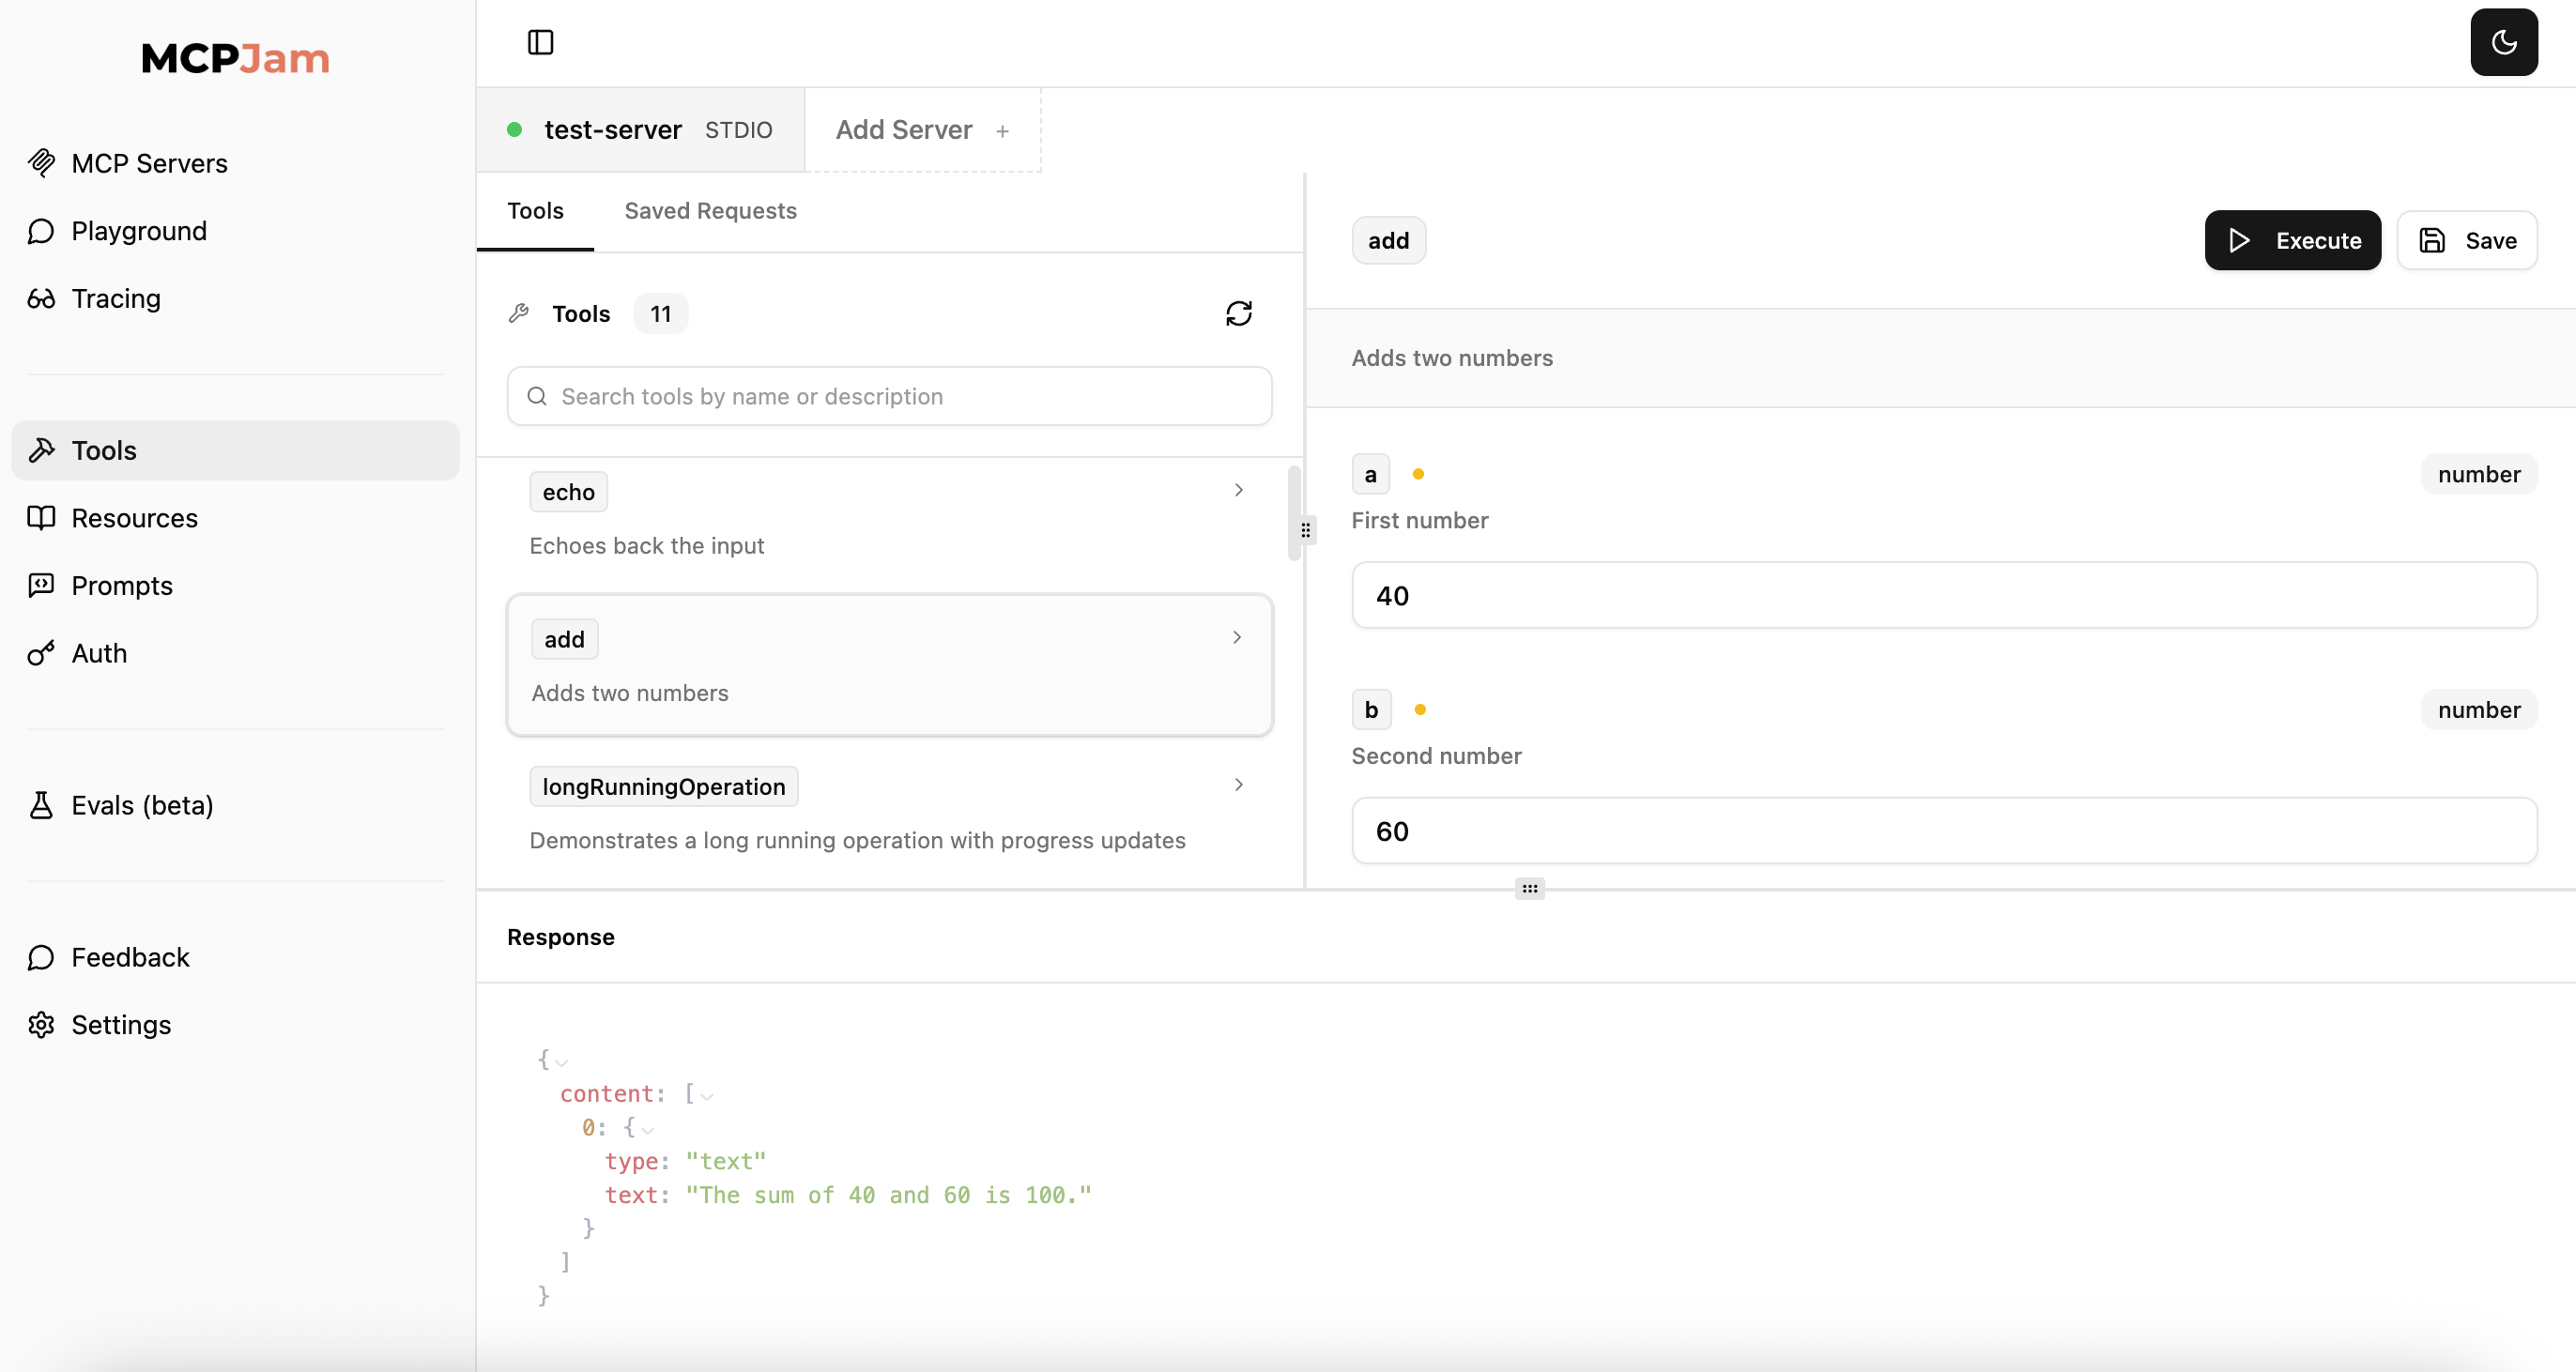 MCPJam
MCP Servers
Playground
Tracing
Tools
Resources
Prompts
Auth
Evals (beta)
Feedback
Settings
test-server STDIO
Add Server +
Tools
Saved Requests
Tools 11
Search tools by name or description
echo
Echoes back the input
add
Adds two numbers
longRunningOperation
Demonstrates a long running operation with progress updates
add
Execute
Save
Adds two numbers
a
number
First number
40
b
number
Second number
60
Response
{
content: [
0: {
type: "text"
text: "The sum of 40 and 60 is 100."
}
]
}